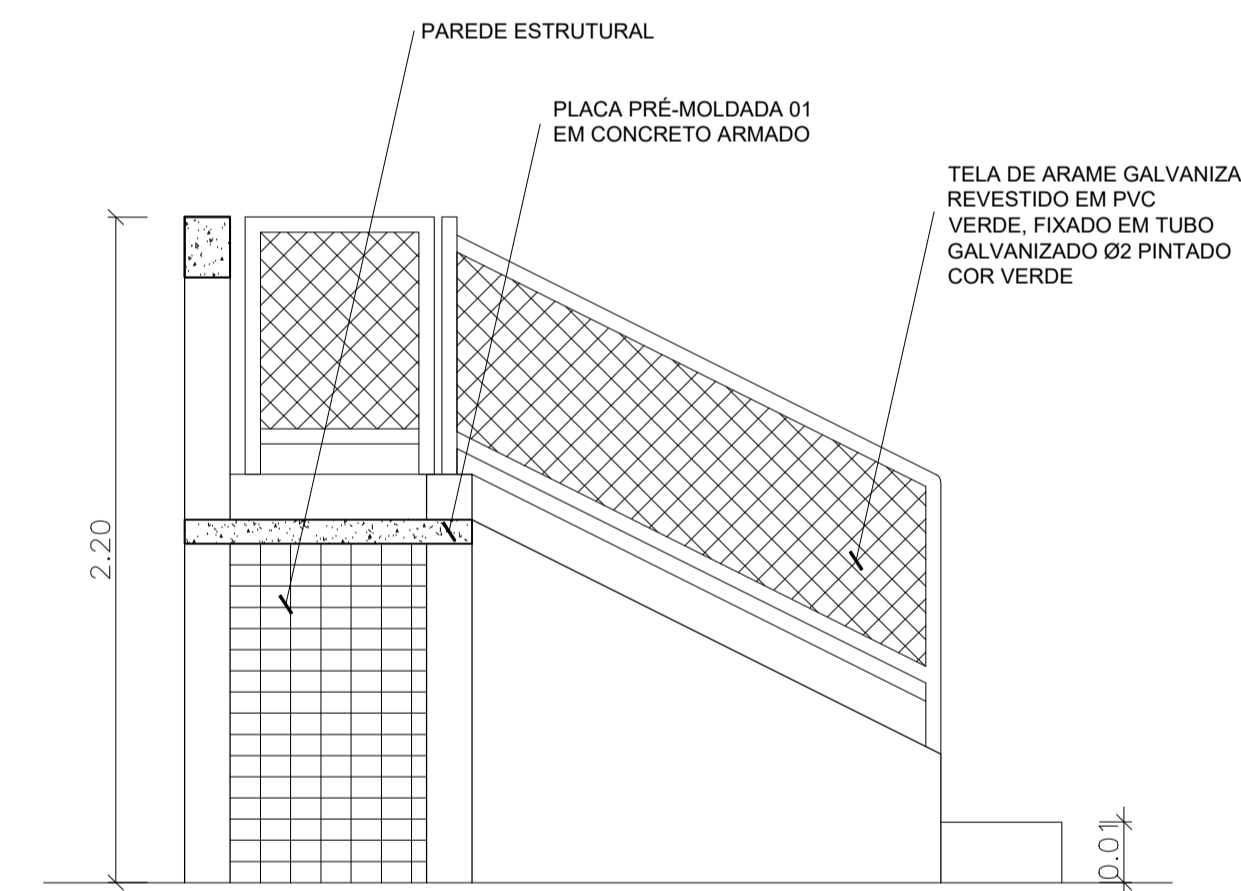 PAREDE ESTRUTURAL
PLACA PRÉ-MOLDADA 01
EM CONCRETO ARMADO
TELA DE ARAME GALVANIZA
REVESTIDO EM PVC
VERDE, FIXADO EM TUBO
GALVANIZADO Ø2 PINTADO
COR VERDE
2.20
0.01